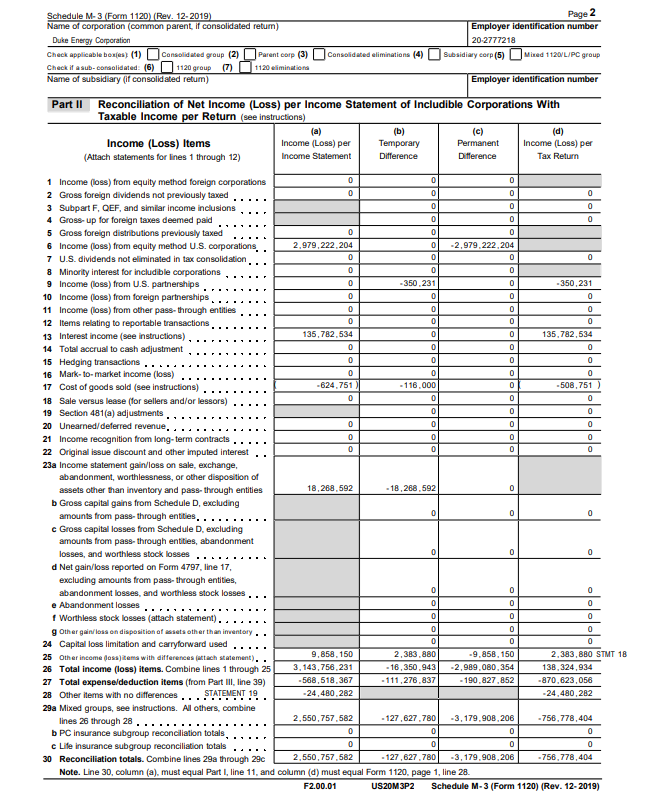 Schedule M-3 (Form 1120) (Rev. 12-2019) Page 2
Name of corporation (common parent, if consolidated return) Employer identification number
Duke Energy Corporation 20-2777218
Check applicable box(es): (1) Consolidated group (2) Parent corp (3) Consolidated eliminations (4) Subsidiary corp (5) Mixed 1120/L/PC group
Check if a sub-consolidated: (6) 1120 group (7) 1120 eliminations
Name of subsidiary (if consolidated return) Employer identification number
Part II Reconciliation of Net Income (Loss) per Income Statement of Includible Corporations With
Taxable Income per Return (see instructions)
(a) (b) (c) (d)
Income (Loss) Items Income (Loss) per Temporary Permanent Income (Loss) per
(Attach statements for lines 1 through 12) Income Statement Difference Difference Tax Return
1 Income (loss) from equity method foreign corporations 0 0 0
2 Gross foreign dividends not previously taxed 0 0 0 0
3 Subpart F, QEF, and similar income inclusions 0 0 0
4 Gross-up for foreign taxes deemed paid 0 0 0
5 Gross foreign distributions previously taxed 0 0 0
6 Income (loss) from equity method U.S. corporations 2,979,222,204 0 -2,979,222,204
7 U.S. dividends not eliminated in tax consolidation 0 0 0 0
8 Minority interest for includible corporations 0 0 0
9 Income (loss) from U.S. partnerships 0 -350,231 0 -350,231
10 Income (loss) from foreign partnerships 0 0 0 0
11 Income (loss) from other pass-through entities 0 0 0 0
12 Items relating to reportable transactions 0 0 0 0
13 Interest income (see instructions) 135,782,534 0 0 135,782,534
14 Total accrual to cash adjustment 0 0 0 0
15 Hedging transactions 0 0 0 0
16 Mark-to-market income (loss) 0 0 0 0
17 Cost of goods sold (see instructions) ( -624,751 ) -116,000 0 ( -508,751 )
18 Sale versus lease (for sellers and/or lessors) 0 0 0 0
19 Section 481(a) adjustments 0 0 0
20 Unearned/deferred revenue 0 0 0 0
21 Income recognition from long-term contracts 0 0 0 0
22 Original issue discount and other imputed interest 0 0 0 0
23a Income statement gain/loss on sale, exchange,
abandonment, worthlessness, or other disposition of
assets other than inventory and pass-through entities 18,268,592 -18,268,592 0
b Gross capital gains from Schedule D, excluding
amounts from pass-through entities 0 0 0
c Gross capital losses from Schedule D, excluding
amounts from pass-through entities, abandonment
losses, and worthless stock losses 0 0 0
d Net gain/loss reported on Form 4797, line 17,
excluding amounts from pass-through entities,
abandonment losses, and worthless stock losses 0 0 0
e Abandonment losses 0 0 0
f Worthless stock losses (attach statement) 0 0 0
g Other gain/loss on disposition of assets other than inventory 0 0 0
24 Capital loss limitation and carryforward used 0 0 0
25 Other income (loss) items with differences (attach statement) 9,858,150 2,383,880 -9,858,150 2,383,880 STMT 18
26 Total income (loss) items. Combine lines 1 through 25 3,143,756,231 -16,350,943 -2,989,080,354 138,324,934
27 Total expense/deduction items (from Part III, line 39) -568,518,367 -111,276,837 -190,827,852 -870,623,056
28 Other items with no differences STATEMENT 19 -24,480,282 -24,480,282
29a Mixed groups, see instructions. All others, combine
lines 26 through 28 2,550,757,582 -127,627,780 -3,179,908,206 -756,778,404
b PC insurance subgroup reconciliation totals 0 0 0 0
c Life insurance subgroup reconciliation totals 0 0 0 0
30 Reconciliation totals. Combine lines 29a through 29c 2,550,757,582 -127,627,780 -3,179,908,206 -756,778,404
Note. Line 30, column (a), must equal Part I, line 11, and column (d) must equal Form 1120, page 1, line 28.
F2.00.01 US20M3P2 Schedule M-3 (Form 1120) (Rev. 12-2019)